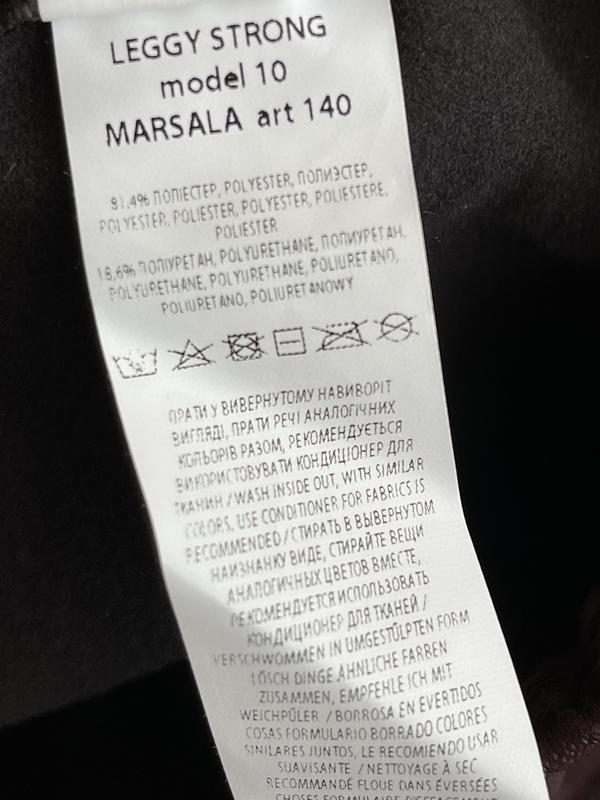 LEGGY STRONG
model 10
MARSALA art 140
81.4% ПОЛІЕСТЕР, POLYESTER, ПОЛИЭСТЕР,
POLYESTER, POLIESTER, POLYESTER, POLIESTERE,
POLIESTER
18,6% ПОЛІУРЕТАН, POLYURETHANE, ПОЛИУРЕТАН,
POLYURETHANE, POLYURETHANE, POLIURETANO,
POLIURETANO, POLIURETANOWY
ПРАТИ У ВИВЕРНУТОМУ НАВИВОРІТ
ВИГЛЯДІ, ПРАТИ РЕЧІ АНАЛОГІЧНИХ
КОЛЬОРІВ РАЗОМ, РЕКОМЕНДУЄТЬСЯ
ВИКОРИСТОВУВАТИ КОНДИЦІОНЕР ДЛЯ
ТКАНИН / WASH INSIDE OUT, WITH SIMILAR
COLORS, USE CONDITIONER FOR FABRICS IS
RECOMMENDED / СТИРАТЬ В ВЫВЕРНУТОМ
НАИЗНАНКУ ВИДЕ, СТИРАЙТЕ ВЕЩИ
АНАЛОГИЧНЫХ ЦВЕТОВ ВМЕСТЕ,
РЕКОМЕНДУЕТСЯ ИСПОЛЬЗОВАТЬ
КОНДИЦИОНЕР ДЛЯ ТКАНЕЙ /
VERSCHWOMMEN IN UMGESTÜLPTEN FORM
LÖSCH DINGE ÄHNLICHE FARBEN
ZUSAMMEN, EMPFEHLE ICH MIT
WEICHPÜLER / BORROSA EN EVERTIDOS
COSAS FORMULARIO BORRADO COLORES
SIMILARES JUNTOS, LE RECOMIENDO USAR
SUAVISANTE / NETTOYAGE À SEC
RECOMMANDÉ FLOUE DANS ÉVERSÉES
CHOSES FORMULAIRE